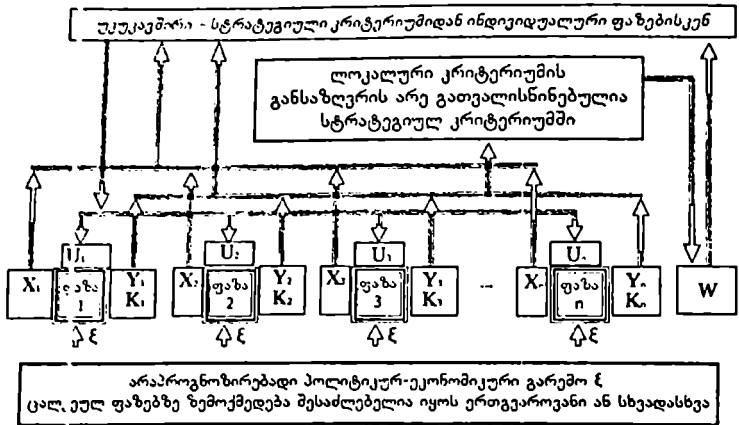 უკუკავშირი - სტრატეგიული კრიტერიუმიდან ინდივიდუალური ფაზებისკენ
ლოკალური კრიტერიუმის
განსაზღვრის არე გათვალისწინებულია
სტრატეგიულ კრიტერიუმში
U₁ U₂ U₃ Uₙ
X₁ ფაზა 1 Y₁ K₁ X₂ ფაზა 2 Y₂ K₂ X₃ ფაზა 3 Y₃ K₃ - Xₙ ფაზა n Yₙ Kₙ W
ξ ξ ξ ξ
არაპროგნოზირებადი პოლიტიკურ-ეკონომიკური გარემო ξ
ცალკეულ ფაზებზე ზემოქმედება შესაძლებელია იყოს ერთგვაროვანი ან სხვადასხვა